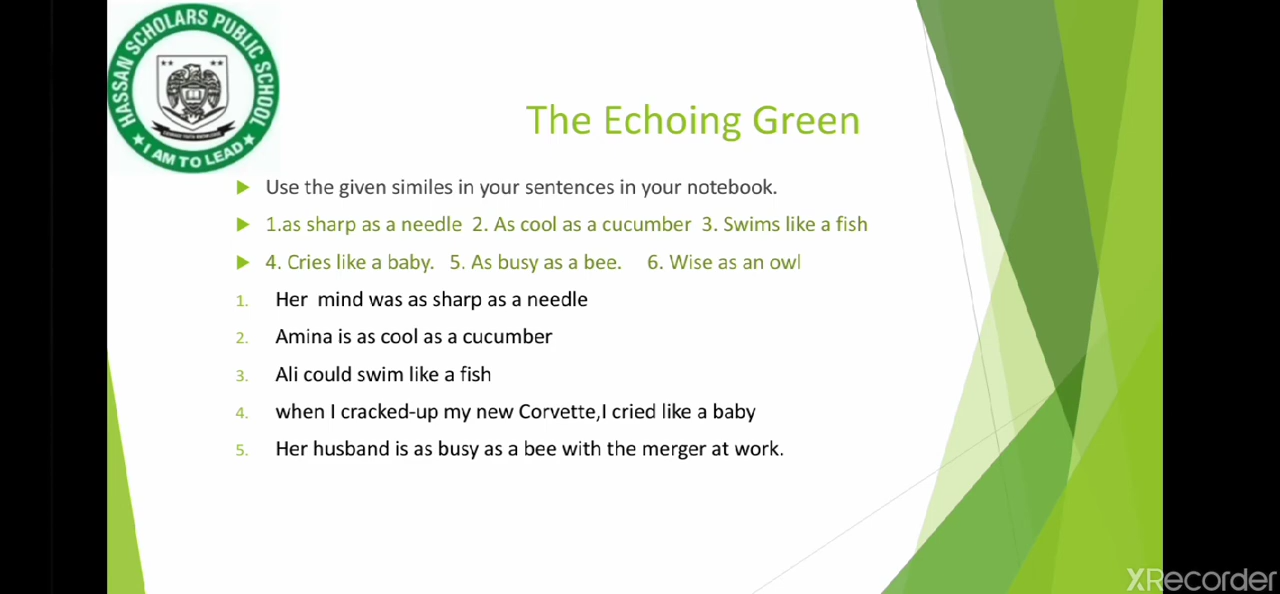 HASSAN SCHOLARS PUBLIC SCHOOL
I AM TO LEAD
The Echoing Green
Use the given similes in your sentences in your notebook.
1.as sharp as a needle 2. As cool as a cucumber 3. Swims like a fish
4. Cries like a baby. 5. As busy as a bee. 6. Wise as an owl
1. Her mind was as sharp as a needle
2. Amina is as cool as a cucumber
3. Ali could swim like a fish
4. when I cracked-up my new Corvette,I cried like a baby
5. Her husband is as busy as a bee with the merger at work.
XRecorder